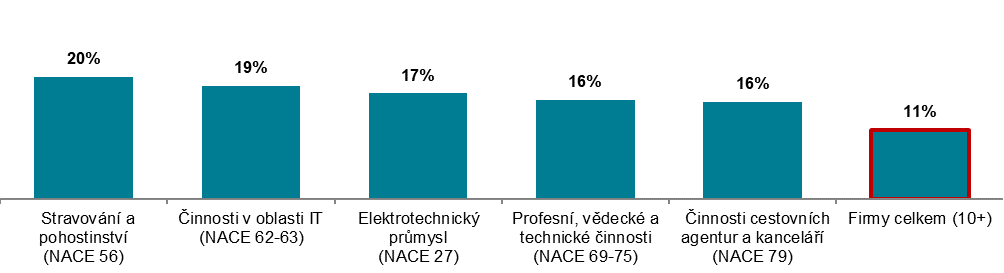 20%
19%
17%
16%
16%
11%
Stravování a
pohostinství
(NACE 56)
Činnosti v oblasti IT
(NACE 62-63)
Elektrotechnický
průmysl
(NACE 27)
Profesní, vědecké a
technické činnosti
(NACE 69-75)
Činnosti cestovních
agentur a kanceláří
(NACE 79)
Firmy celkem (10+)